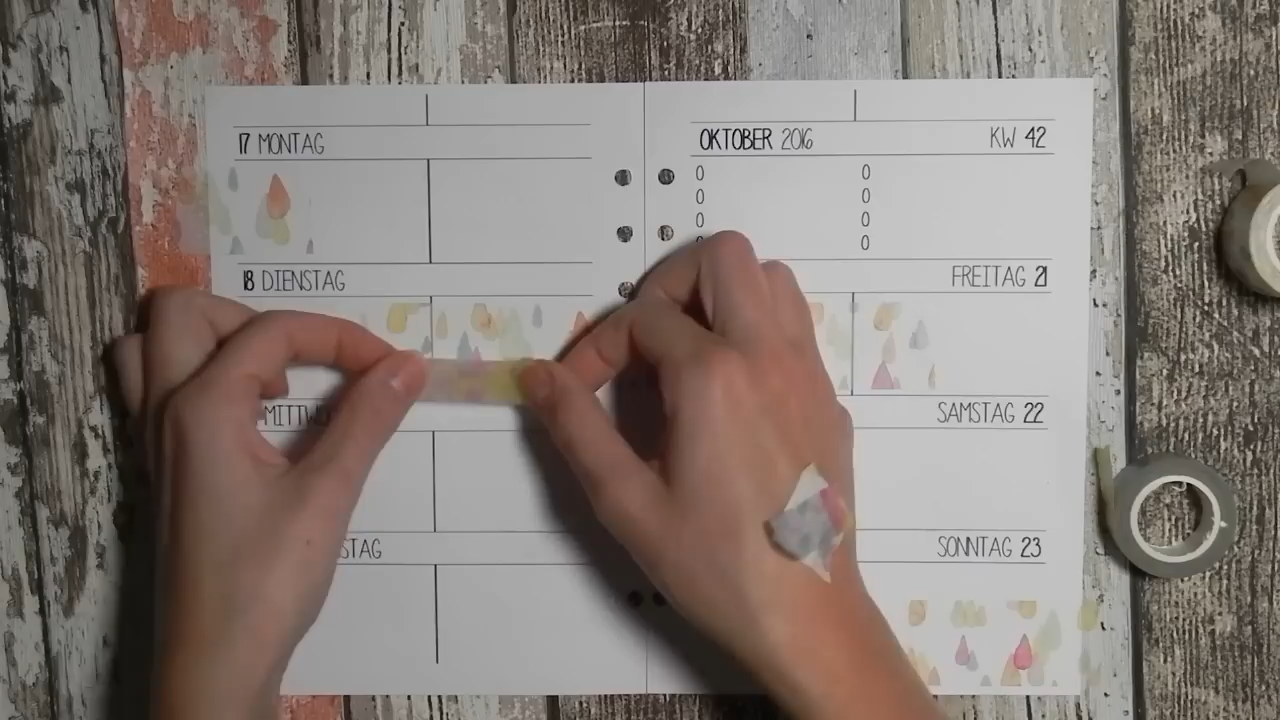 17 MONTAG
18 DIENSTAG
OKTOBER 2016 KW 42
0 0
0 0
0 0
0 0
FREITAG 21
SAMSTAG 22
SONNTAG 23